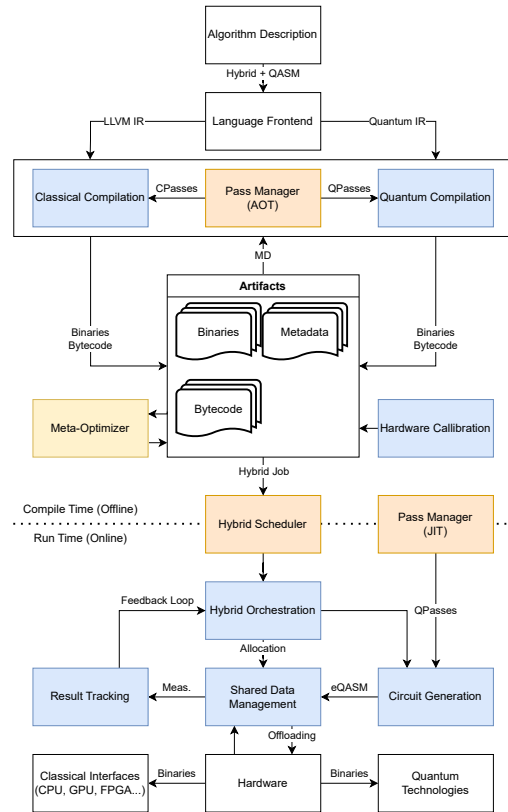 Algorithm Description
Hybrid + QASM
Language Frontend
LLVM IR
Quantum IR
Classical Compilation
CPasses
Pass Manager
(AOT)
QPasses
Quantum Compilation
MD
Artifacts
Binaries
Metadata
Binaries
Bytecode
Binaries
Bytecode
Bytecode
Meta-Optimizer
Hardware Callibration
Hybrid Job
Compile Time (Offline)
Run Time (Online)
Hybrid Scheduler
Pass Manager
(JIT)
Feedback Loop
Hybrid Orchestration
QPasses
Allocation
Result Tracking
Meas.
Shared Data
Management
eQASM
Circuit Generation
Offloading
Classical Interfaces
(CPU, GPU, FPGA...)
Binaries
Hardware
Binaries
Quantum
Technologies